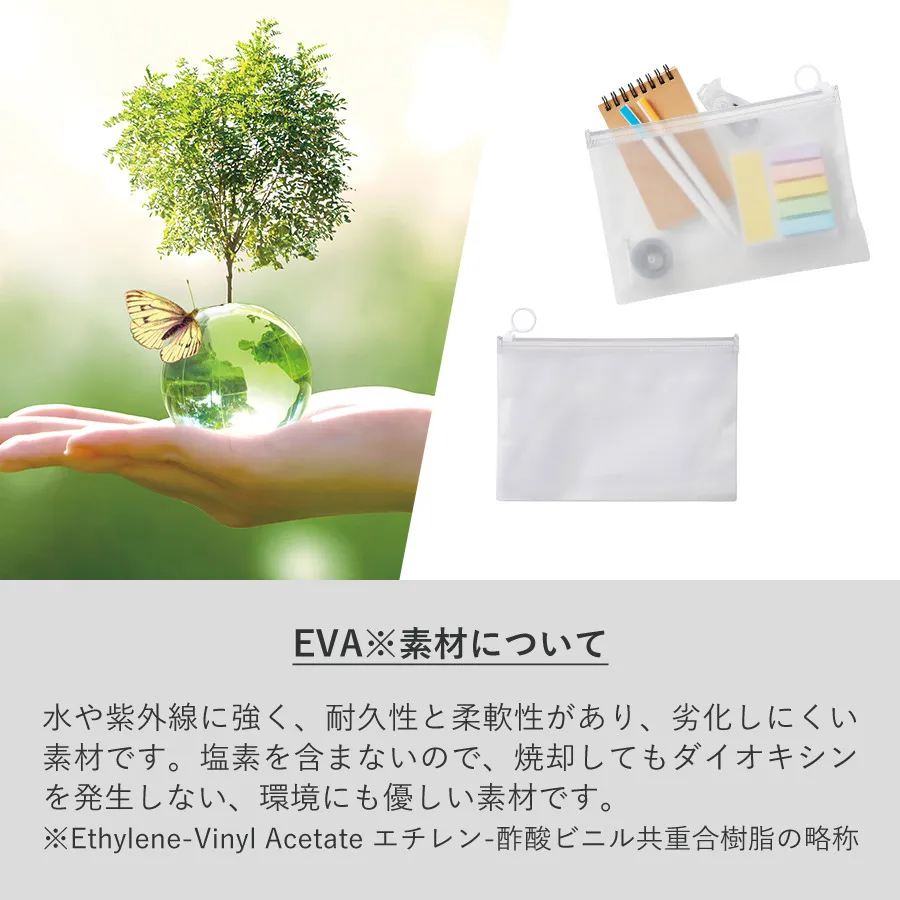 EVA※素材について
水や紫外線に強く、耐久性と柔軟性があり、劣化しにくい
素材です。塩素を含まないので、焼却してもダイオキシン
を発生しない、環境にも優しい素材です。
※Ethylene-Vinyl Acetate エチレン-酢酸ビニル共重合樹脂の略称